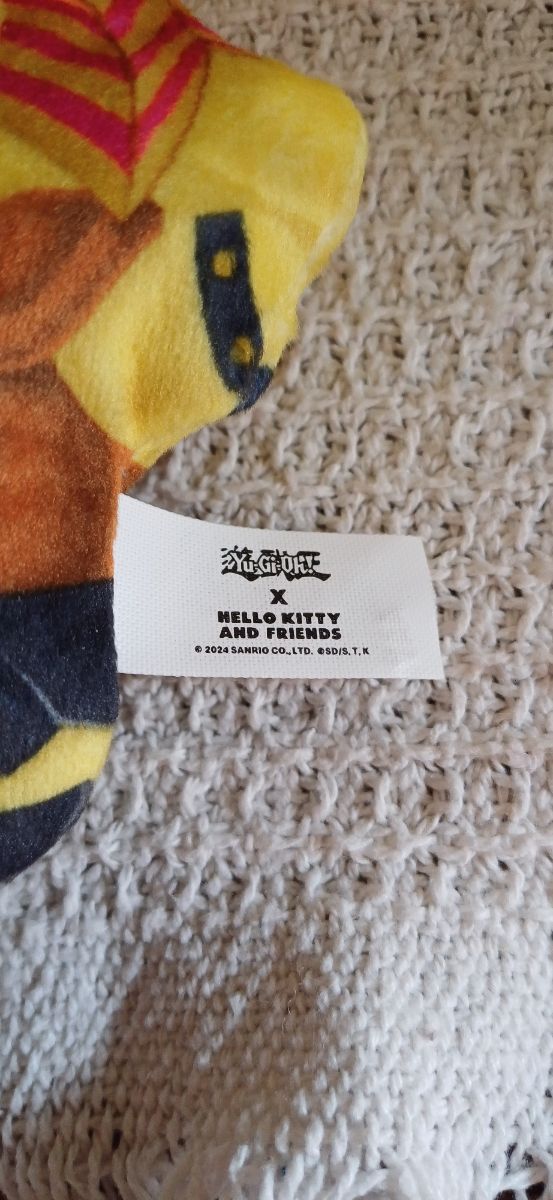 Yu-Gi-Oh!
X
HELLO KITTY
AND FRIENDS
© 2024 SANRIO CO., LTD. ©SD/S, T, K